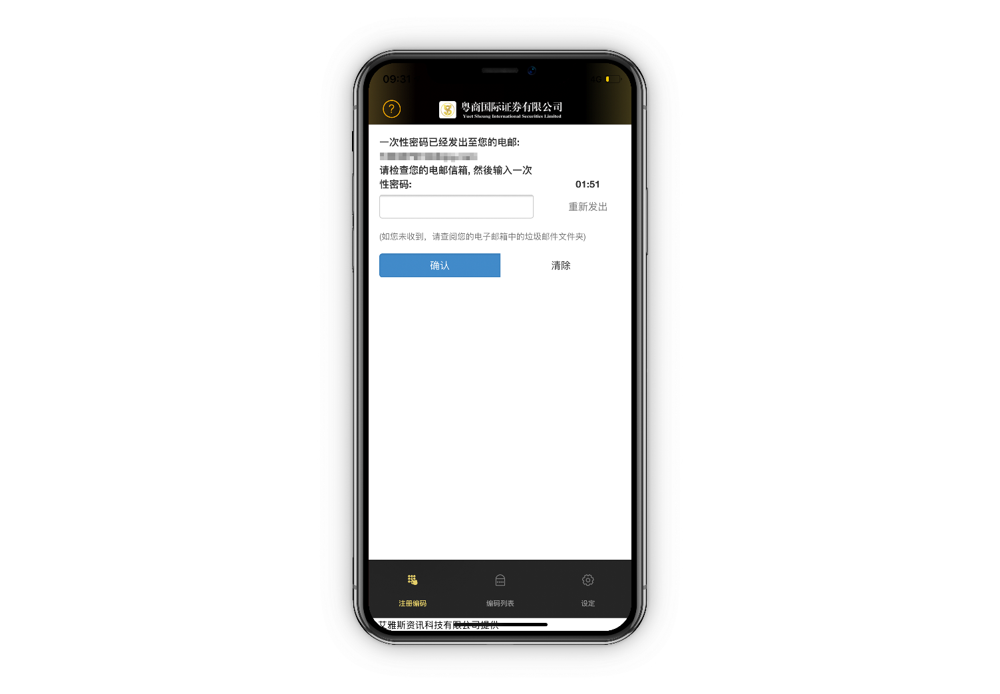 09:31
4G
?
粤商国际证券有限公司
Yuet Sheung International Securities Limited
一次性密码已经发出至您的电邮:
请检查您的电邮信箱, 然後输入一次
性密码:
01:51
重新发出
(如您未收到，请查阅您的电子邮箱中的垃圾邮件文件夹)
确认
清除
注册编码
编码列表
设定
艾雅斯资讯科技有限公司提供